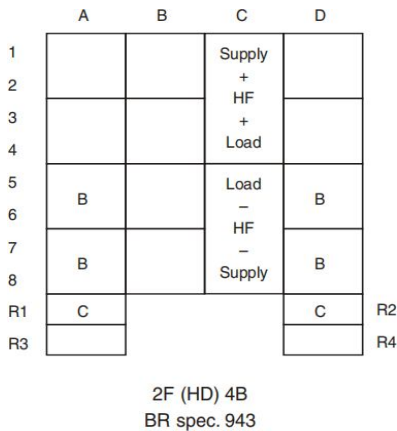 A B C D
1
Supply
2
+
3
HF
+
4
Load
5
Load
B B
–
6
HF
7
–
B B
8
Supply
R1 C C R2
R3 R4
2F (HD) 4B
BR spec. 943